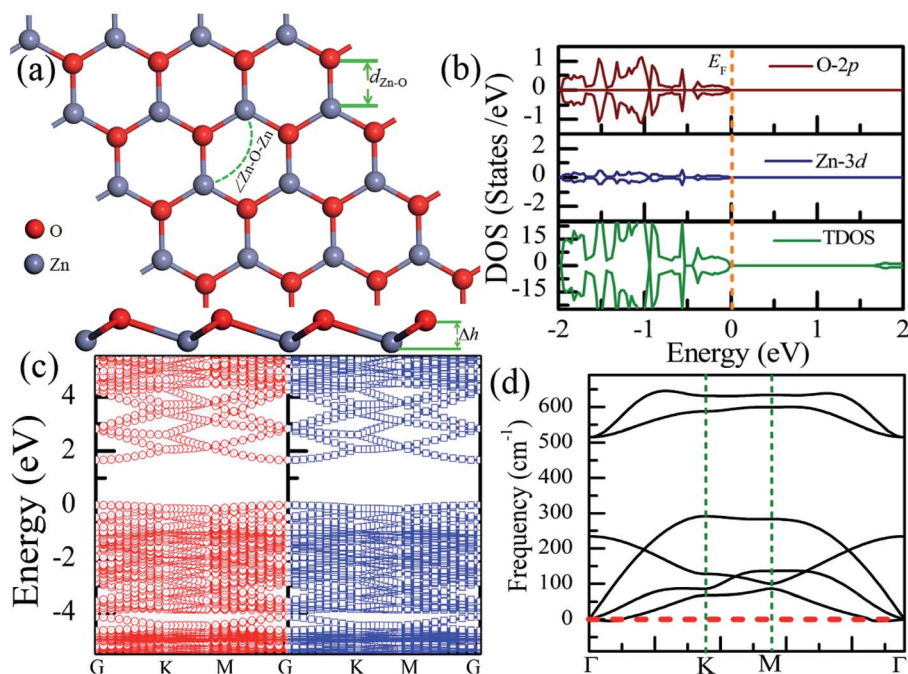 (a)
d_Zn-O
∠Zn-O-Zn
O
Zn
Δh
(b)
DOS (States /eV)
E_F
1
0
-1
O-2p
2
0
-2
Zn-3d
15
0
-15
TDOS
-2 -1 0 1 2
Energy (eV)
(c)
Energy (eV)
4
2
0
-2
-4
G K M G K M G
(d)
Frequency (cm⁻¹)
600
500
400
300
200
100
0
Γ K M Γ